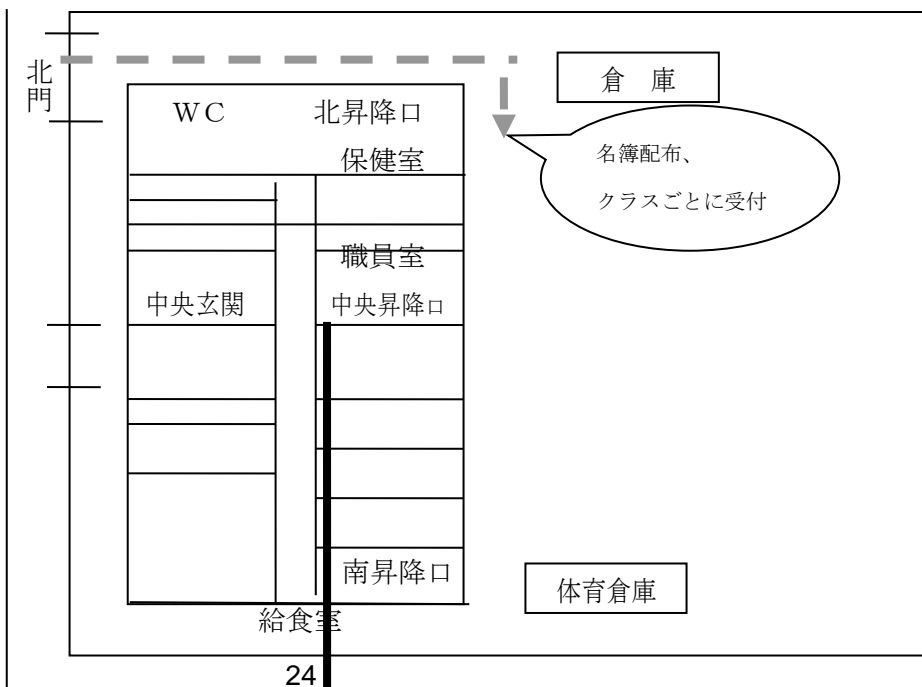 北門
倉　庫
ＷＣ
北昇降口
名簿配布、
保健室
クラスごとに受付
職員室
中央玄関
中央昇降口
南昇降口
体育倉庫
給食室
24